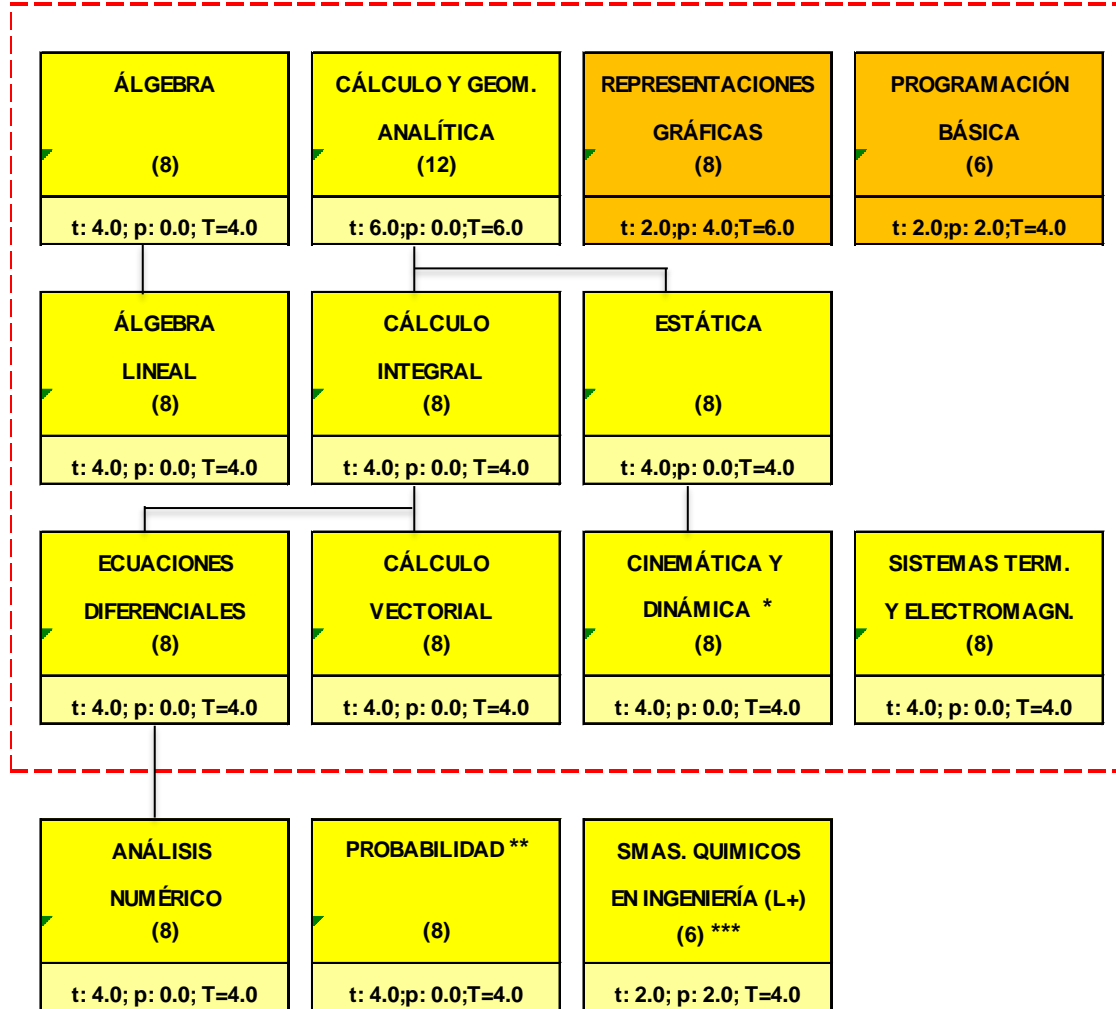 ÁLGEBRA
(8)
t: 4.0; p: 0.0; T=4.0
CÁLCULO Y GEOM.
ANALÍTICA
(12)
t: 6.0;p: 0.0;T=6.0
REPRESENTACIONES
GRÁFICAS
(8)
t: 2.0;p: 4.0;T=6.0
PROGRAMACIÓN
BÁSICA
(6)
t: 2.0;p: 2.0;T=4.0
ÁLGEBRA
LINEAL
(8)
t: 4.0; p: 0.0; T=4.0
CÁLCULO
INTEGRAL
(8)
t: 4.0; p: 0.0; T=4.0
ESTÁTICA
(8)
t: 4.0;p: 0.0;T=4.0
ECUACIONES
DIFERENCIALES
(8)
t: 4.0; p: 0.0; T=4.0
CÁLCULO
VECTORIAL
(8)
t: 4.0; p: 0.0; T=4.0
CINEMÁTICA Y
DINÁMICA *
(8)
t: 4.0; p: 0.0; T=4.0
SISTEMAS TERM.
Y ELECTROMAGN.
(8)
t: 4.0; p: 0.0; T=4.0
ANÁLISIS
NUMÉRICO
(8)
t: 4.0; p: 0.0; T=4.0
PROBABILIDAD **
(8)
t: 4.0;p: 0.0;T=4.0
SMAS. QUIMICOS
EN INGENIERÍA (L+)
(6) ***
t: 2.0; p: 2.0; T=4.0